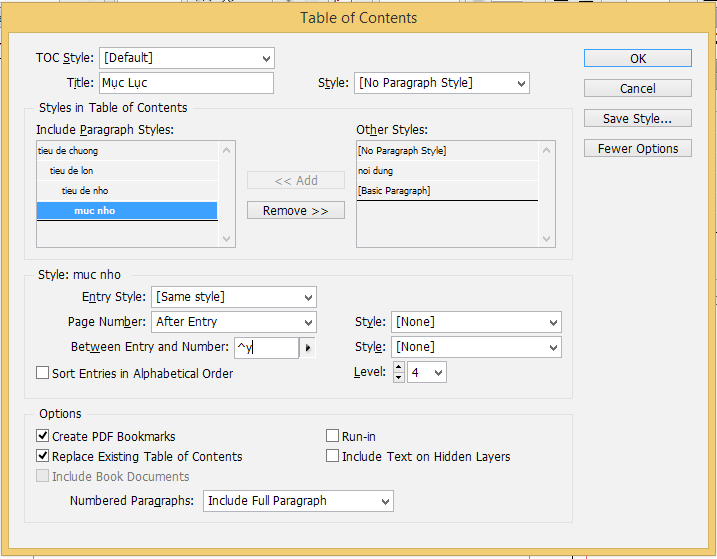 Table of Contents
TOC Style: [Default]
OK
Title: Mục Lục Style: [No Paragraph Style]
Cancel
Styles in Table of Contents
Save Style...
Include Paragraph Styles: Other Styles:
Fewer Options
tieu de chuong [No Paragraph Style]
tieu de lon noi dung
<< Add
tieu de nho [Basic Paragraph]
muc nho
Remove >>
Style: muc nho
Entry Style: [Same style]
Page Number: After Entry Style: [None]
Between Entry and Number: ^y Style: [None]
Sort Entries in Alphabetical Order Level: 4
Options
Create PDF Bookmarks Run-in
Replace Existing Table of Contents Include Text on Hidden Layers
Include Book Documents
Numbered Paragraphs: Include Full Paragraph